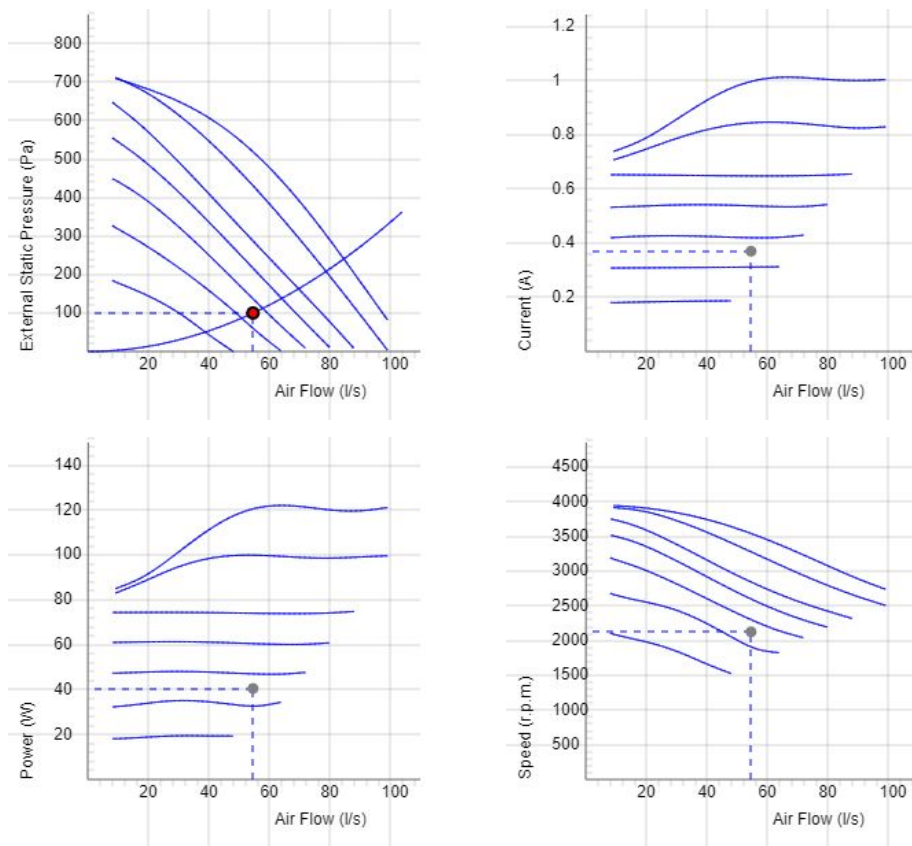 800
700
600
500
400
300
200
100
External Static Pressure (Pa)
20 40 60 80 100
Air Flow (l/s)
1.2
1
0.8
0.6
0.4
0.2
Current (A)
20 40 60 80 100
Air Flow (l/s)
140
120
100
80
60
40
20
Power (W)
20 40 60 80 100
Air Flow (l/s)
4500
4000
3500
3000
2500
2000
1500
1000
500
Speed (r.p.m.)
20 40 60 80 100
Air Flow (l/s)